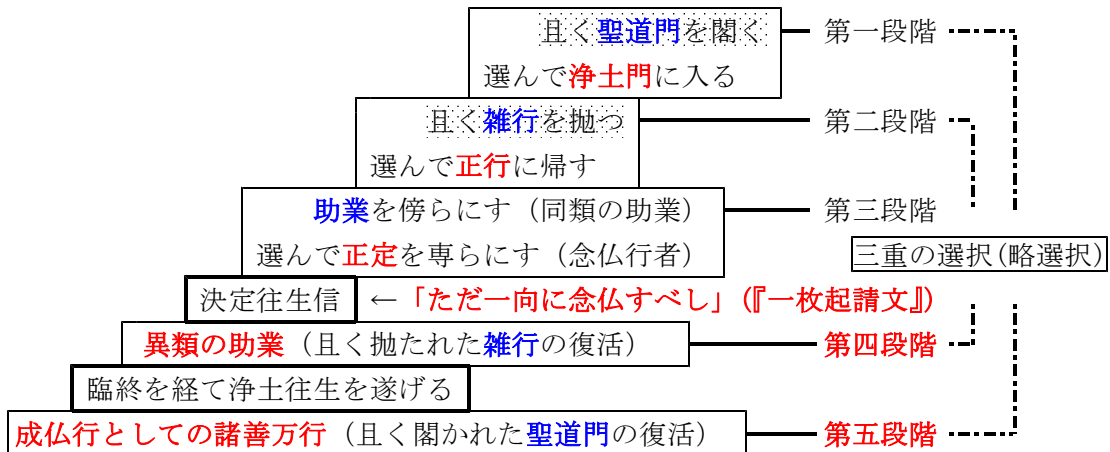 且く聖道門を閣く 第一段階
選んで浄土門に入る
且く雑行を抛つ 第二段階
選んで正行に帰す
助業を傍らにす（同類の助業） 第三段階
選んで正定を専らにす（念仏行者）
三重の選択(略選択)
決定往生信 ←「ただ一向に念仏すべし」(『一枚起請文』)
異類の助業（且く抛たれた雑行の復活） 第四段階
臨終を経て浄土往生を遂げる
成仏行としての諸善万行（且く閣かれた聖道門の復活） 第五段階